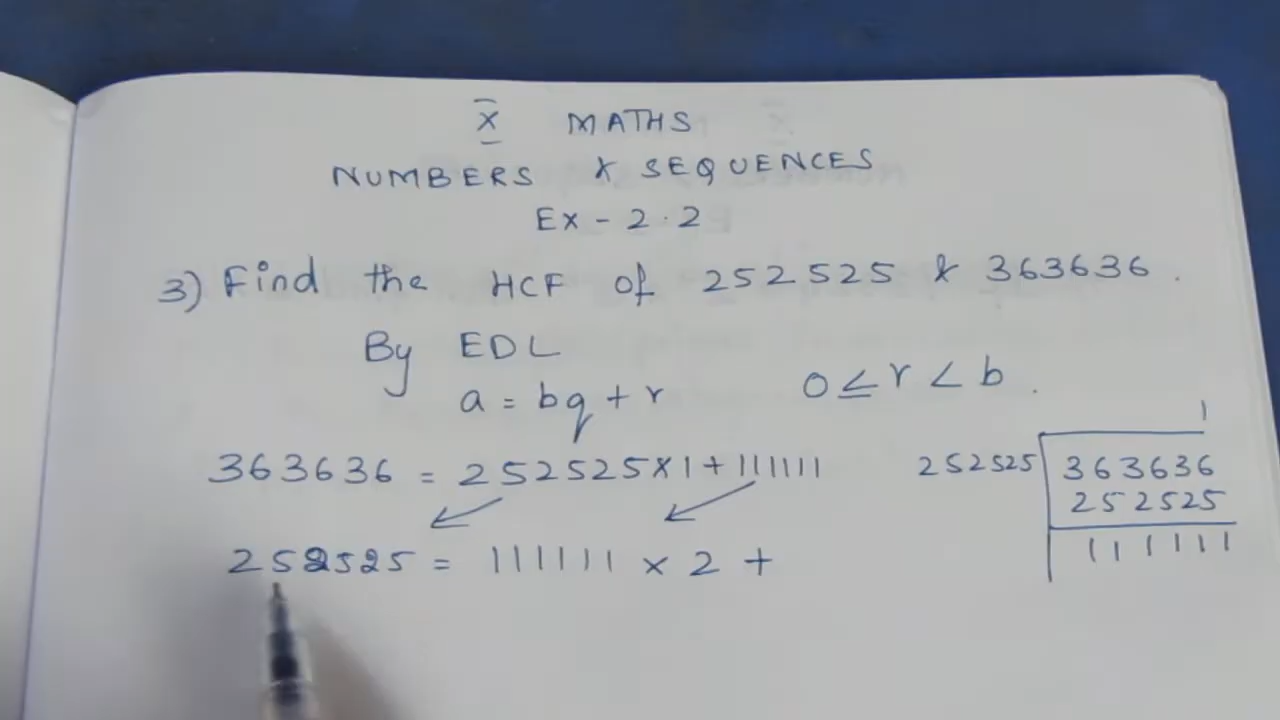 X MATHS
NUMBERS & SEQUENCES
Ex - 2.2
3) Find the HCF of 252525 & 363636.
By EDL
a = bq + r 0 ≤ r < b.
363636 = 252525 × 1 + 111111
252525 = 111111 × 2 +
1
252525 363636
252525
111111